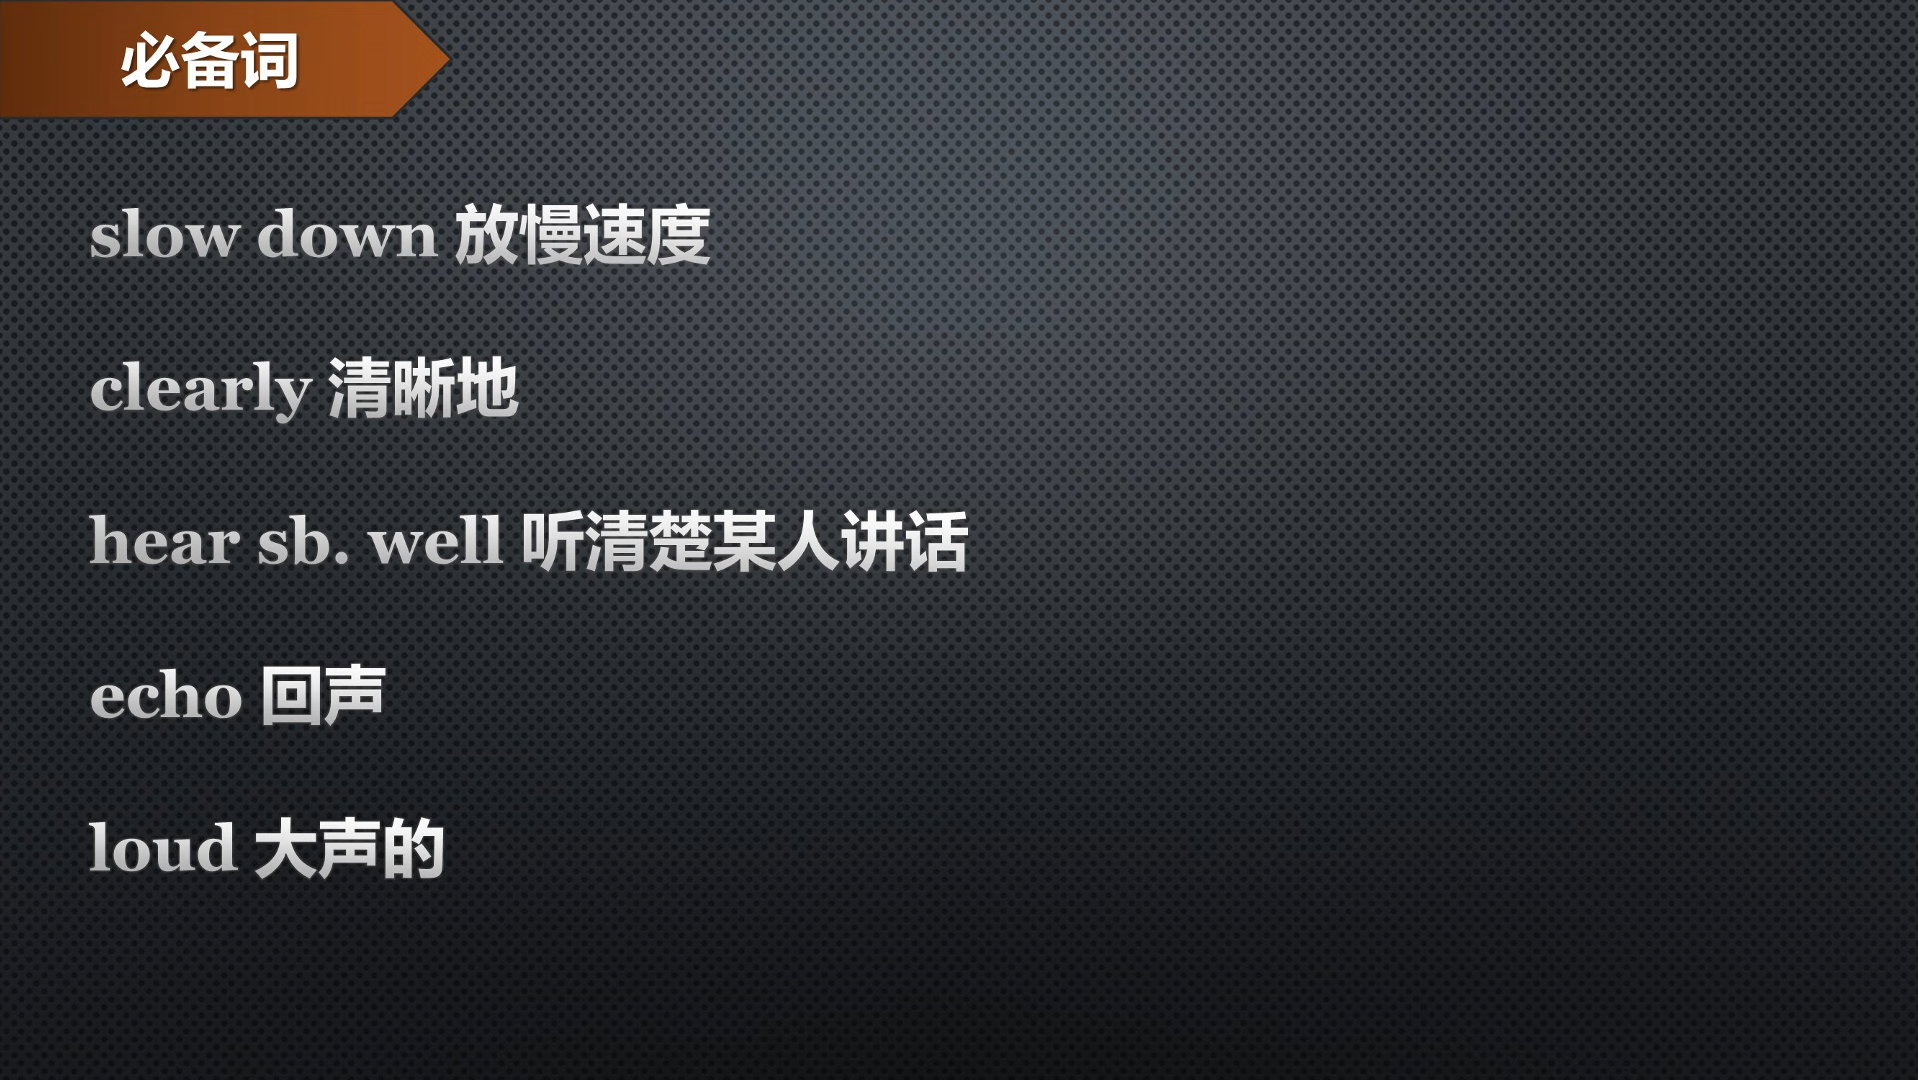 必备词
slow down 放慢速度
clearly 清晰地
hear sb. well 听清楚某人讲话
echo 回声
loud 大声的